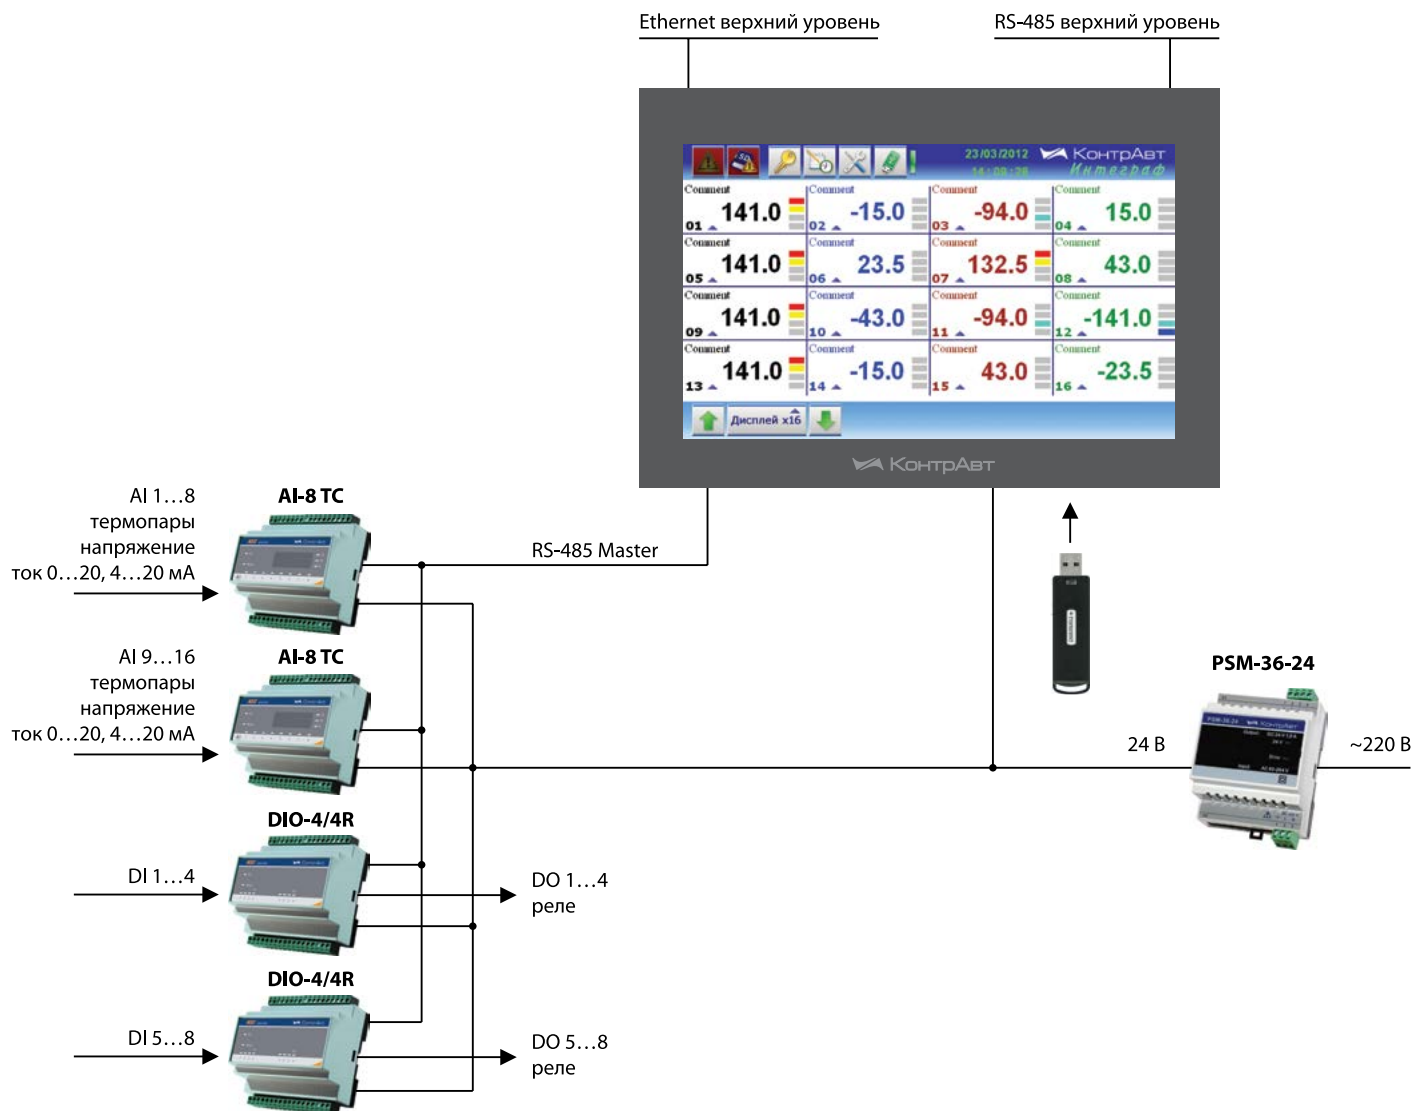 Ethernet верхний уровень
RS-485 верхний уровень
23/03/2012
КонтрАвт
Интеграф
Comment
141.0
01
Comment
-15.0
02
Comment
-94.0
03
Comment
15.0
04
Comment
141.0
05
Comment
23.5
06
Comment
132.5
07
Comment
43.0
08
Comment
141.0
09
Comment
-43.0
10
Comment
-94.0
11
Comment
-141.0
12
Comment
141.0
13
Comment
-15.0
14
Comment
43.0
15
Comment
-23.5
16
Дисплей x16
КонтрАвт
AI 1...8
термопары
напряжение
ток 0...20, 4...20 мА
AI-8 TC
RS-485 Master
AI 9...16
термопары
напряжение
ток 0...20, 4...20 мА
AI-8 TC
PSM-36-24
PSM-36-24 КонтрАвт
24 В
~220 В
DIO-4/4R
DI 1...4
DO 1...4
реле
DIO-4/4R
DI 5...8
DO 5...8
реле